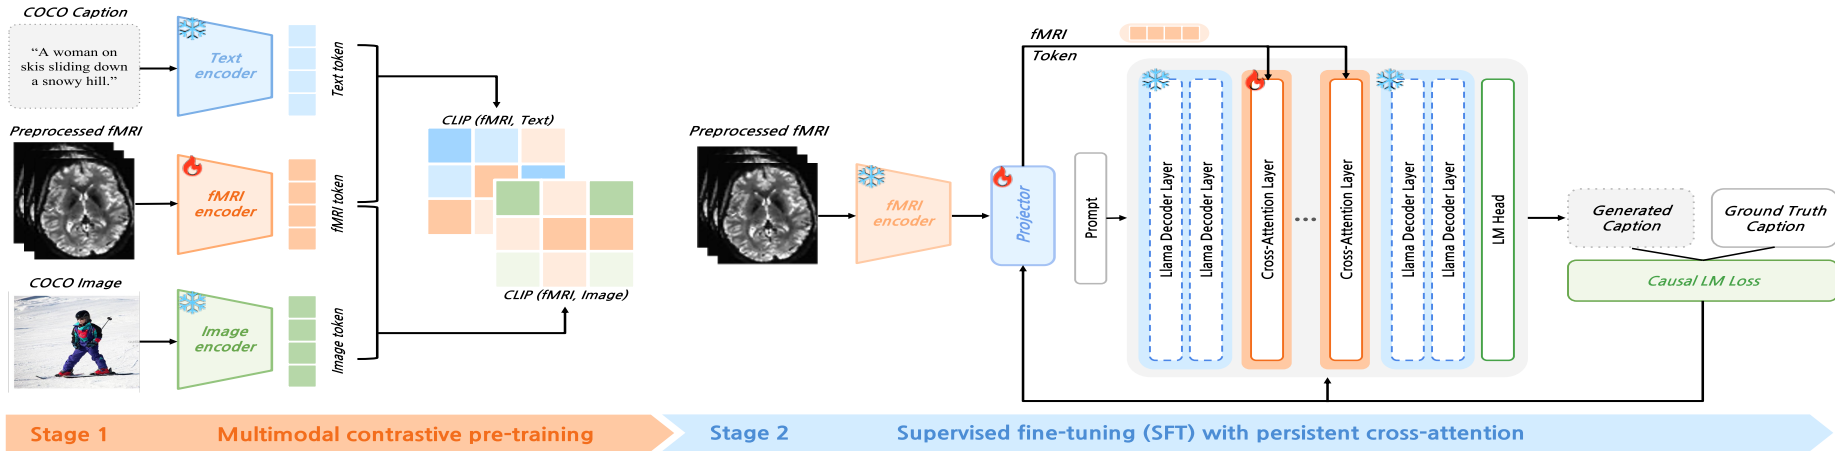 COCO Caption
“A woman on
skis sliding down
a snowy hill.”
Text
encoder
Text token
Preprocessed fMRI
fMRI
encoder
fMRI token
COCO Image
Image
encoder
Image token
CLIP (fMRI, Text)
CLIP (fMRI, Image)
Stage 1
Multimodal contrastive pre-training
Preprocessed fMRI
fMRI
encoder
Projector
fMRI
Token
Prompt
Llama Decoder Layer
Llama Decoder Layer
Cross-Attention Layer
...
Cross-Attention Layer
Llama Decoder Layer
Llama Decoder Layer
LM Head
Generated
Caption
Ground Truth
Caption
Causal LM Loss
Stage 2
Supervised fine-tuning (SFT) with persistent cross-attention